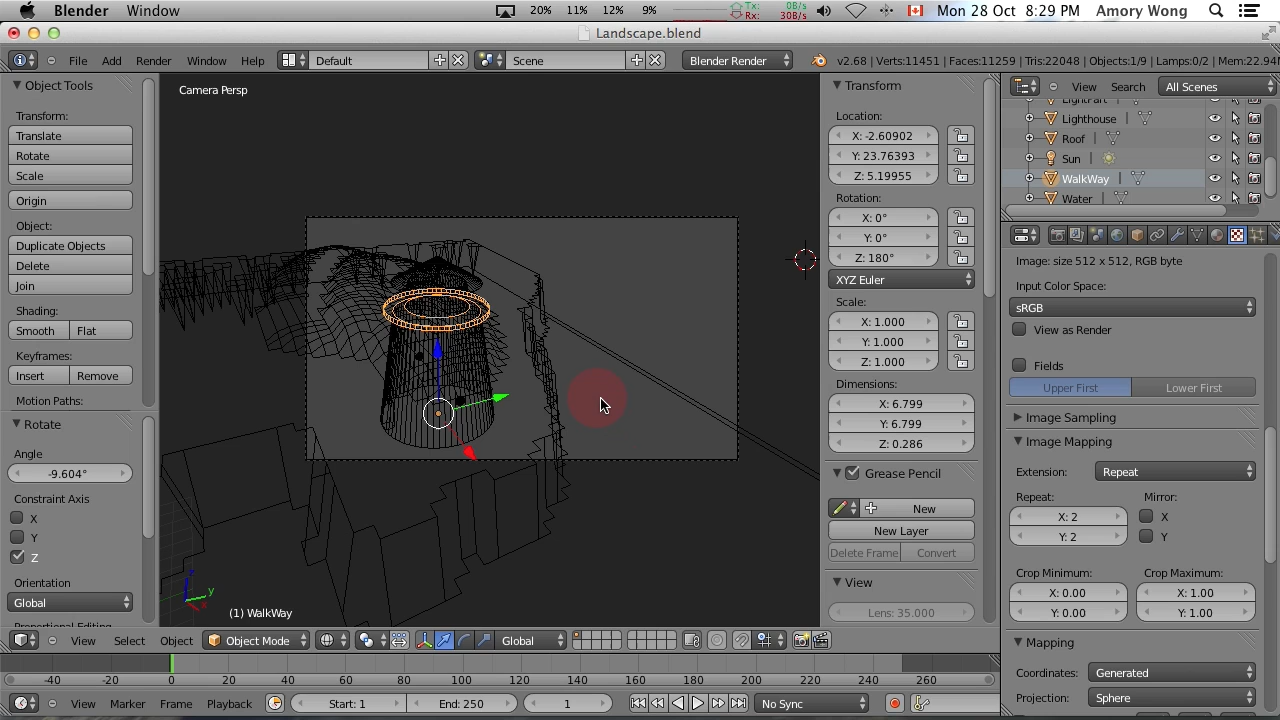 Blender Window 20% 11% 12% 9% Tx: 0B/s Rx: 30B/s Mon 28 Oct 8:29 PM Amory Wong
Landscape.blend
File Add Render Window Help Default Scene Blender Render v2.68 | Verts:11451 | Faces:11259 | Tris:22048 | Objects:1/9 | Lamps:0/2 | Mem:22.94
Object Tools
Transform:
Translate
Rotate
Scale
Origin
Object:
Duplicate Objects
Delete
Join
Shading:
Smooth Flat
Keyframes:
Insert Remove
Motion Paths:
Rotate
Angle
-9.604°
Constraint Axis
X
Y
Z
Orientation
Global
Proportional Editing
Camera Persp
z
y
x
(1) WalkWay
Transform
Location:
X: -2.60902
Y: 23.76393
Z: 5.19955
Rotation:
X: 0°
Y: 0°
Z: 180°
XYZ Euler
Scale:
X: 1.000
Y: 1.000
Z: 1.000
Dimensions:
X: 6.799
Y: 6.799
Z: 0.286
Grease Pencil
New
New Layer
Delete Frame Convert
View
Lens: 35.000
View Search All Scenes
LightPart
Lighthouse
Roof
Sun
WalkWay
Water
Image: size 512 x 512, RGB byte
Input Color Space:
sRGB
View as Render
Fields
Upper First Lower First
Image Sampling
Image Mapping
Extension: Repeat
Repeat: Mirror:
X: 2 X
Y: 2 Y
Crop Minimum: Crop Maximum:
X: 0.00 X: 1.00
Y: 0.00 Y: 1.00
Mapping
Coordinates: Generated
Projection: Sphere
View Select Object Object Mode Global
-40 -20 0 20 40 60 80 100 120 140 160 180 200 220 240 260
View Marker Frame Playback Start: 1 End: 250 1 No Sync